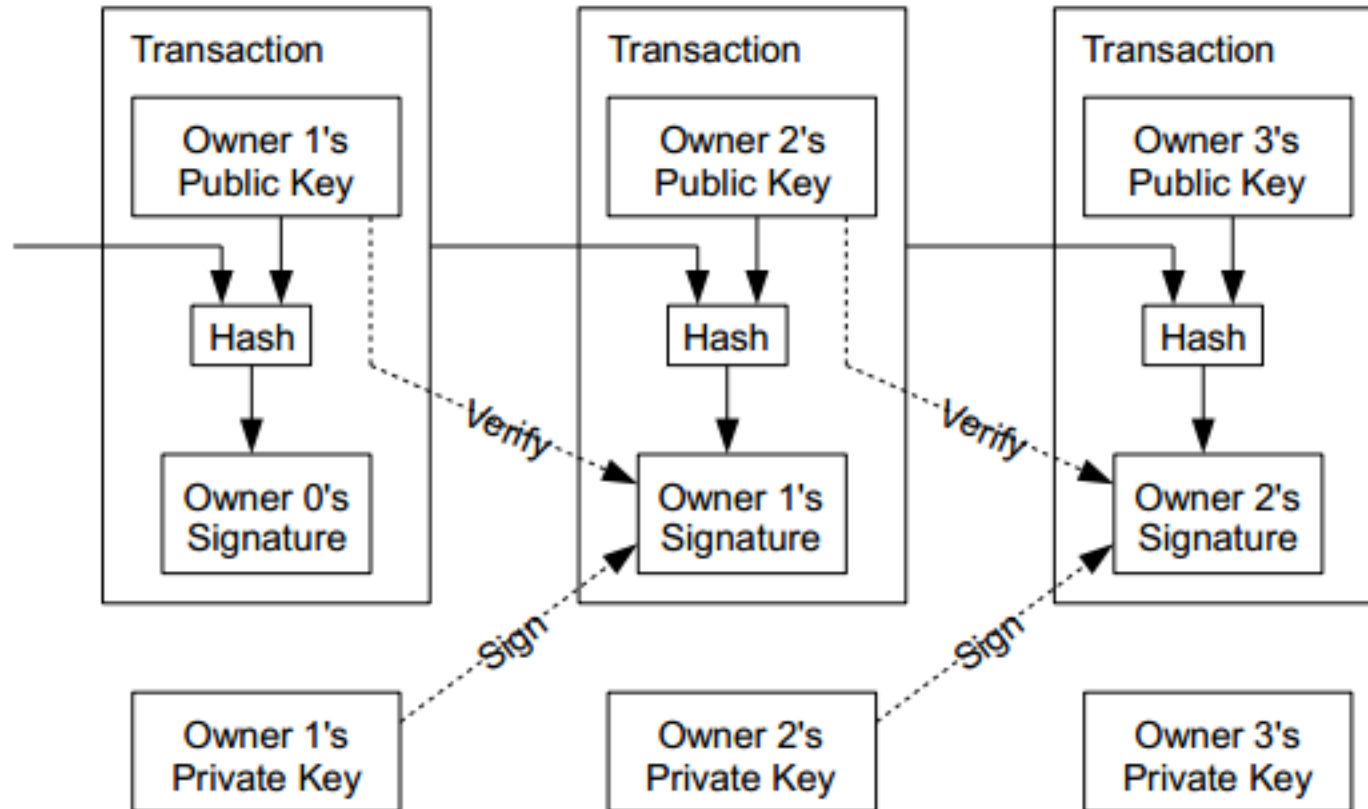 Transaction
Transaction
Transaction
Owner 1's
Public Key
Owner 2's
Public Key
Owner 3's
Public Key
Hash
Hash
Hash
Verify
Verify
Owner 0's
Signature
Owner 1's
Signature
Owner 2's
Signature
Sign
Sign
Owner 1's
Private Key
Owner 2's
Private Key
Owner 3's
Private Key